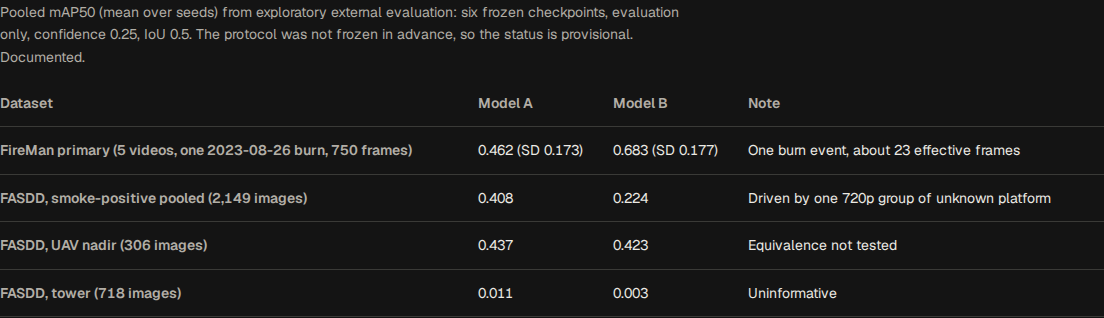 Pooled mAP50 (mean over seeds) from exploratory external evaluation: six frozen checkpoints, evaluation
only, confidence 0.25, IoU 0.5. The protocol was not frozen in advance, so the status is provisional.
Documented.
Dataset Model A Model B Note
FireMan primary (5 videos, one 2023-08-26 burn, 750 frames) 0.462 (SD 0.173) 0.683 (SD 0.177) One burn event, about 23 effective frames
FASDD, smoke-positive pooled (2,149 images) 0.408 0.224 Driven by one 720p group of unknown platform
FASDD, UAV nadir (306 images) 0.437 0.423 Equivalence not tested
FASDD, tower (718 images) 0.011 0.003 Uninformative